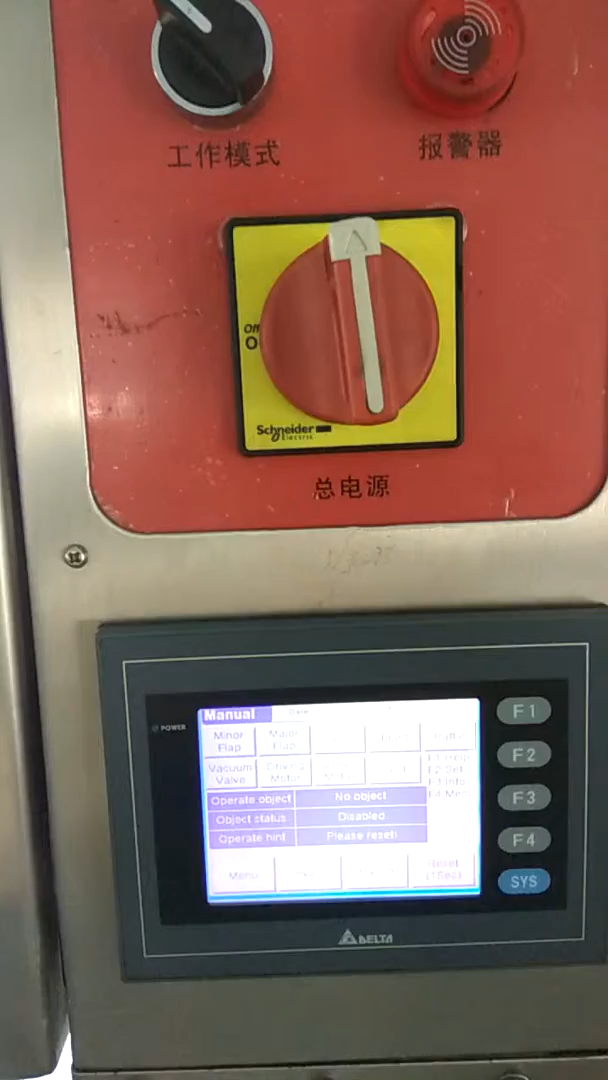 工作模式
报警器
Off
O
Schneider
ELECTRIC
总电源
POWER
Manual
Minor
Flap
Major
Flap
Vacuum
Valve
Driving
Motor
F1
F2
F3
F4
SYS
F1 Help
F2 Set
F3 Info
Operate object
No object
Object status
Disabled
Operate hint
Please reset!
Menu
Reset
(1Sec)
DELTA